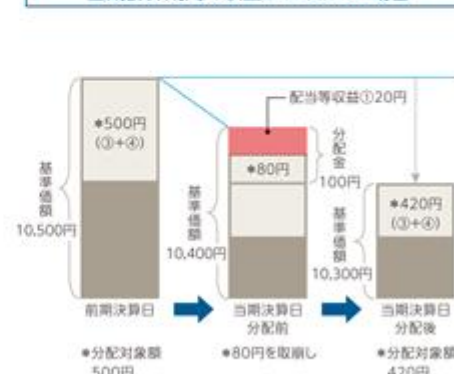 配当等収益①20円
*500円
(③+④)
*80円
分配金
100円
*420円
(③+④)
基準価額
10,500円
基準価額
10,400円
基準価額
10,300円
前期決算日
当期決算日
分配前
当期決算日
分配後
*分配対象額
500円
*80円を取崩し
*分配対象額
420円